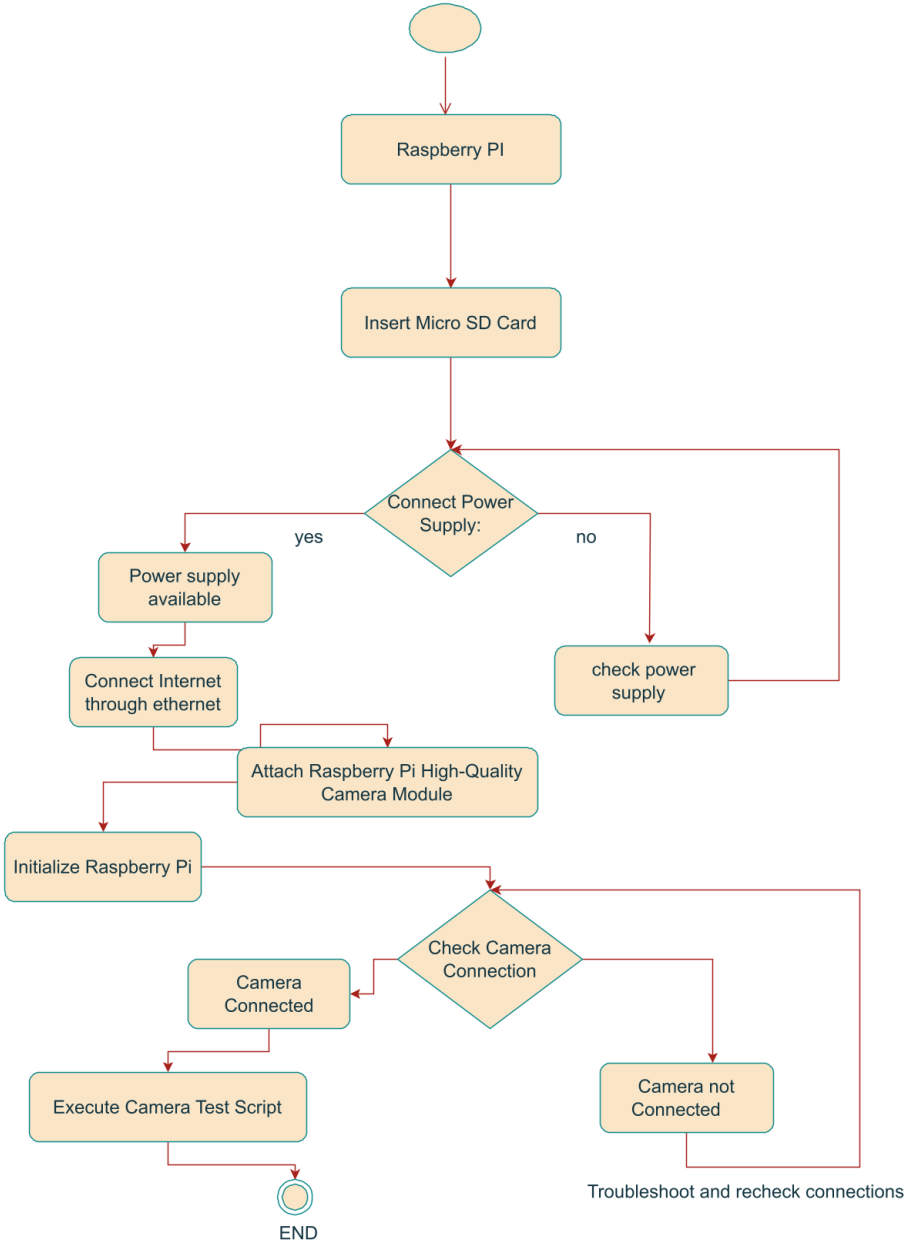 Raspberry PI
Insert Micro SD Card
Connect Power
Supply:
yes
no
Power supply
available
check power
supply
Connect Internet
through ethernet
Attach Raspberry Pi High-Quality
Camera Module
Initialize Raspberry Pi
Check Camera
Connection
Camera
Connected
Camera not
Connected
Execute Camera Test Script
Troubleshoot and recheck connections
END